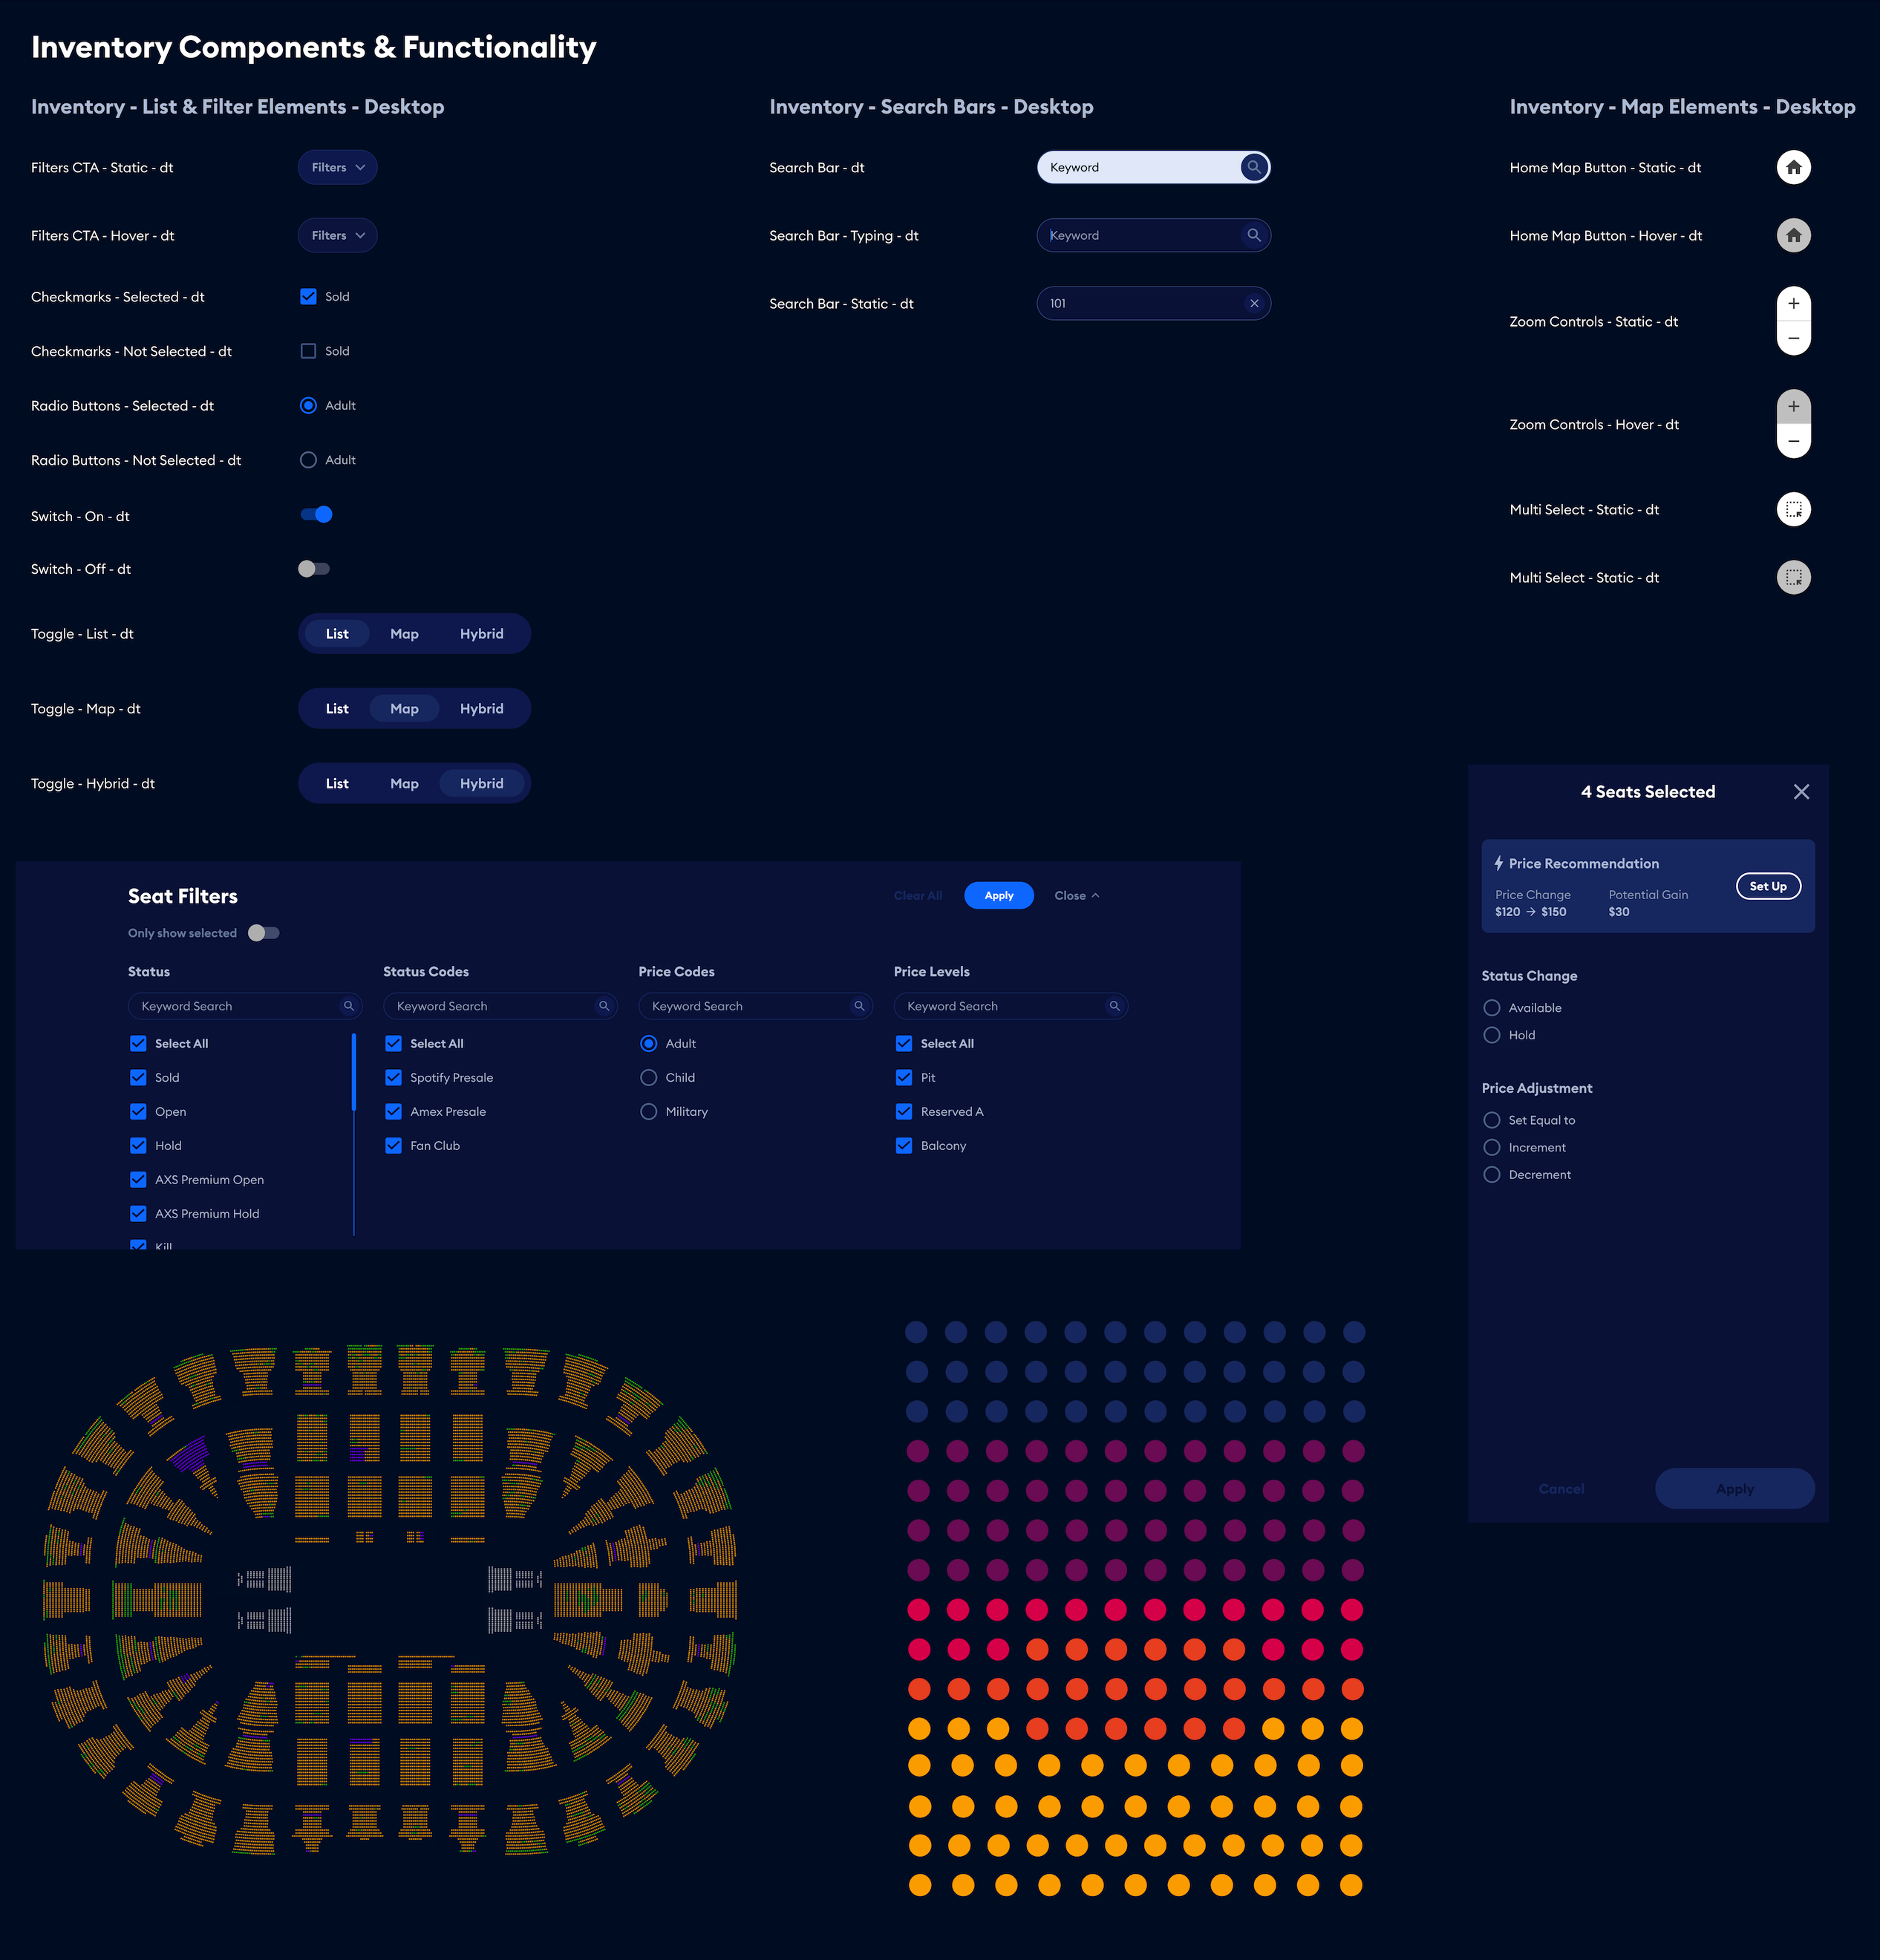 Inventory Components & Functionality
Inventory - List & Filter Elements - Desktop
Filters CTA - Static - dt
Filters
Filters CTA - Hover - dt
Filters
Checkmarks - Selected - dt
Sold
Checkmarks - Not Selected - dt
Sold
Radio Buttons - Selected - dt
Adult
Radio Buttons - Not Selected - dt
Adult
Switch - On - dt
Switch - Off - dt
Toggle - List - dt
List Map Hybrid
Toggle - Map - dt
List Map Hybrid
Toggle - Hybrid - dt
List Map Hybrid
Inventory - Search Bars - Desktop
Search Bar - dt
Keyword
Search Bar - Typing - dt
Keyword
Search Bar - Static - dt
101
Inventory - Map Elements - Desktop
Home Map Button - Static - dt
Home Map Button - Hover - dt
Zoom Controls - Static - dt
+
−
Zoom Controls - Hover - dt
+
−
Multi Select - Static - dt
Multi Select - Static - dt
Seat Filters
Clear All
Apply
Close
Only show selected
Status
Keyword Search
Select All
Sold
Open
Hold
AXS Premium Open
AXS Premium Hold
Kill
Status Codes
Keyword Search
Select All
Spotify Presale
Amex Presale
Fan Club
Price Codes
Keyword Search
Adult
Child
Military
Price Levels
Keyword Search
Select All
Pit
Reserved A
Balcony
4 Seats Selected
Price Recommendation
Price Change
$120 → $150
Potential Gain
$30
Set Up
Status Change
Available
Hold
Price Adjustment
Set Equal to
Increment
Decrement
Cancel
Apply